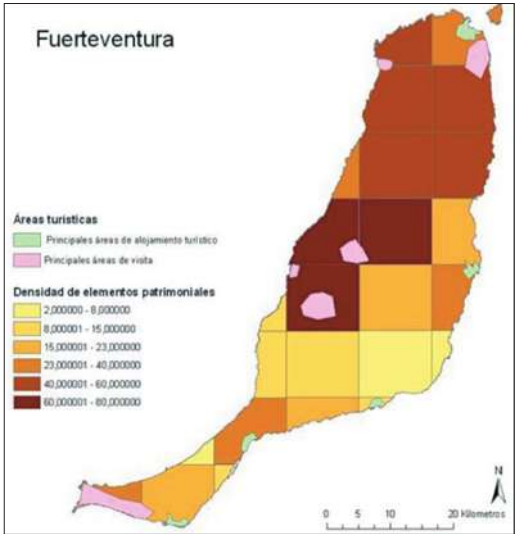 Fuerteventura
Áreas turísticas
Principales áreas de alojamiento turístico
Principales áreas de visita
Densidad de elementos patrimoniales
2,000000 - 8,000000
8,000001 - 15,000000
15,000001 - 23,000000
23,000001 - 40,000000
40,000001 - 60,000000
60,000001 - 80,000000
N
0 5 10 20 Kilometros